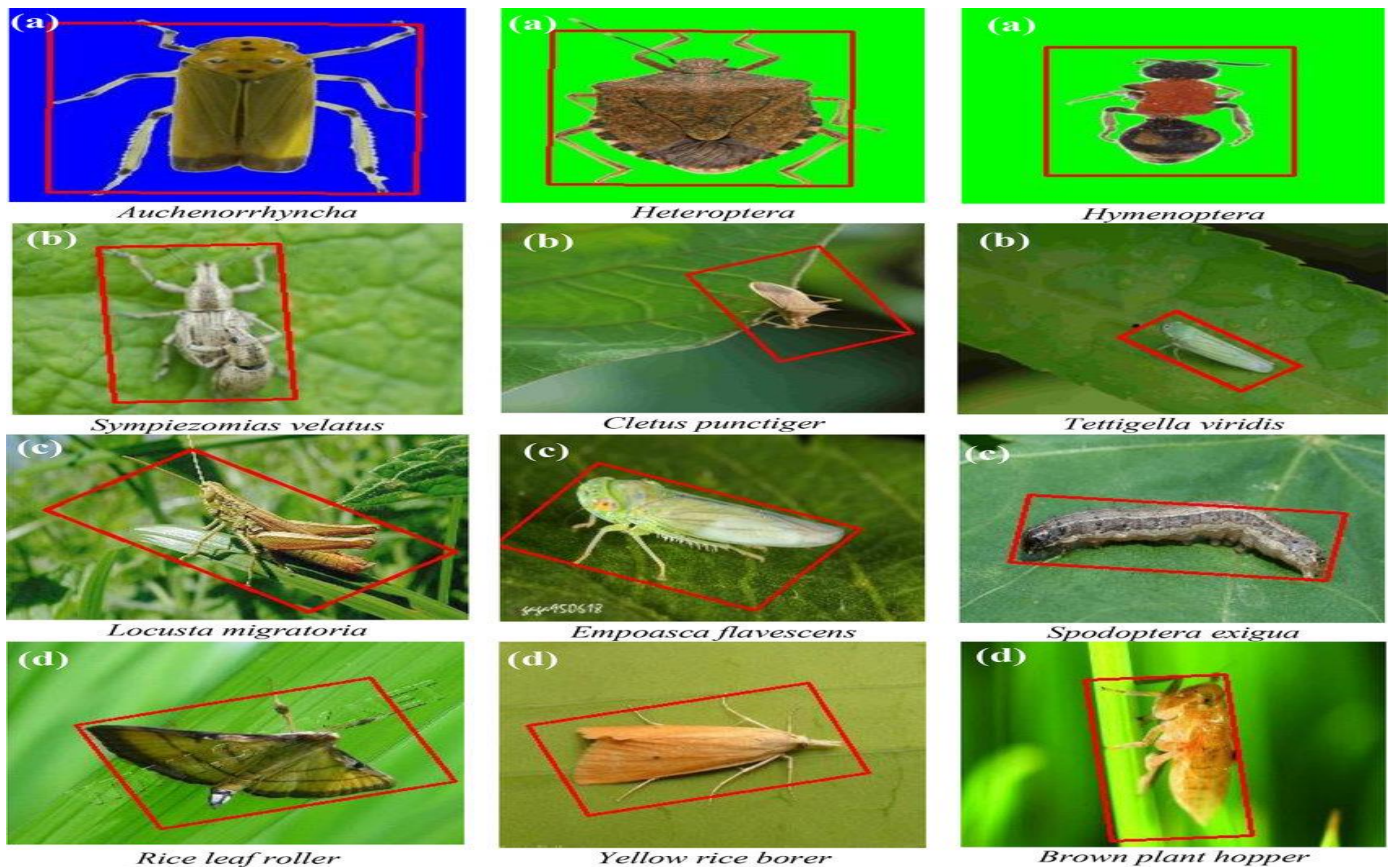 (a)
(a)
(a)
Auchenorrhyncha
Heteroptera
Hymenoptera
(b)
(b)
(b)
Sympiezomias velatus
Cletus punctiger
Tettigella viridis
(c)
(c)
(c)
gaga950618
Locusta migratoria
Empoasca flavescens
Spodoptera exigua
(d)
(d)
(d)
Rice leaf roller
Yellow rice borer
Brown plant hopper